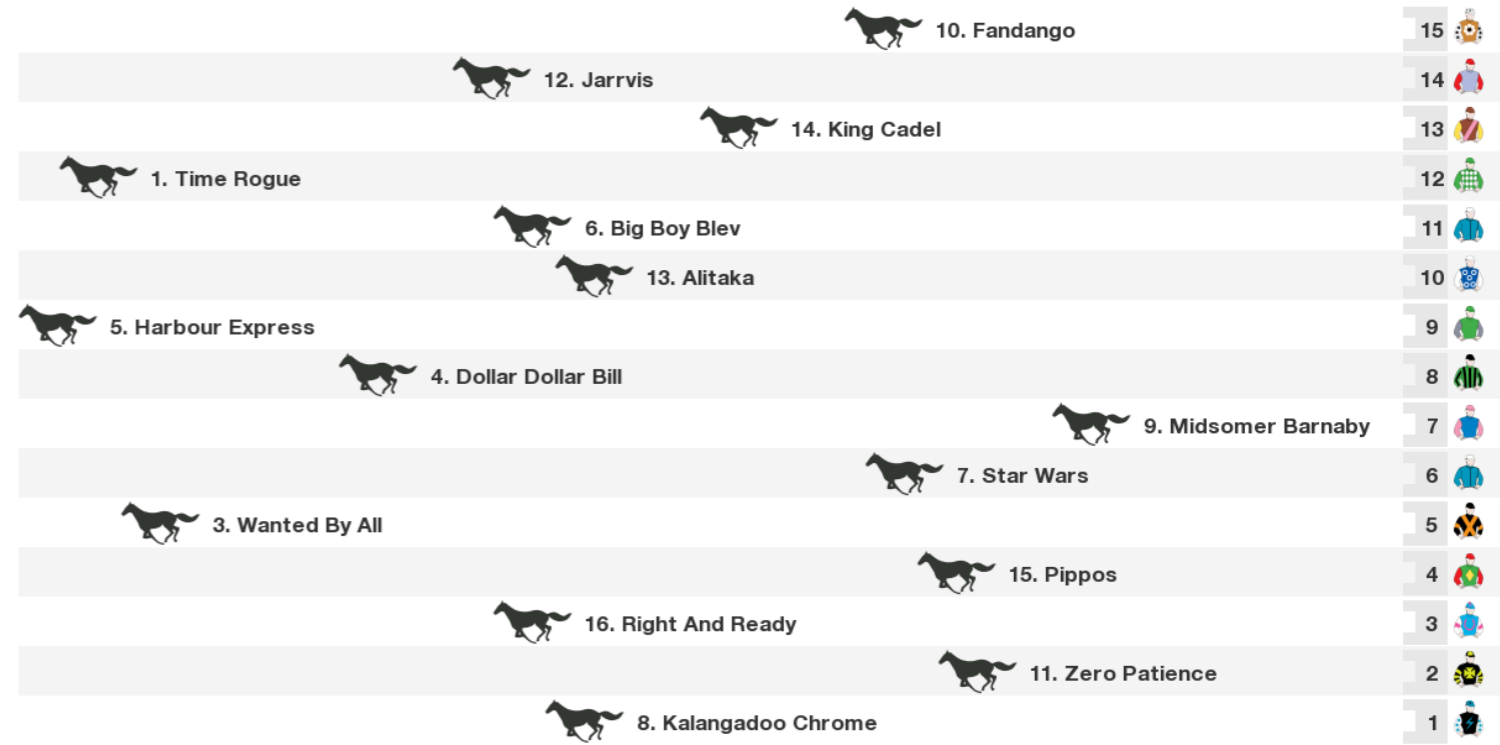 10. Fandango 15
12. Jarrvis 14
14. King Cadel 13
1. Time Rogue 12
6. Big Boy Blev 11
13. Alitaka 10
5. Harbour Express 9
4. Dollar Dollar Bill 8
9. Midsomer Barnaby 7
7. Star Wars 6
3. Wanted By All 5
15. Pippos 4
16. Right And Ready 3
11. Zero Patience 2
8. Kalangadoo Chrome 1